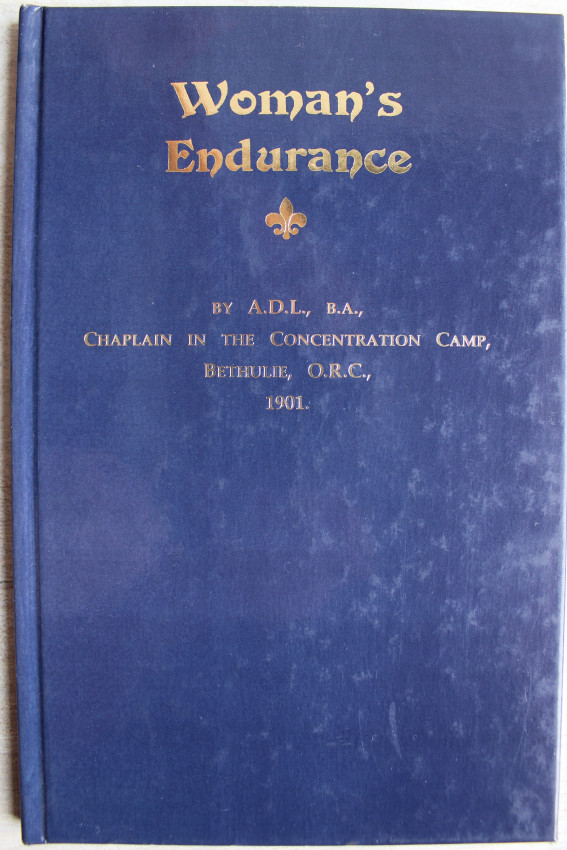 Woman's
Endurance
BY A.D.L., B.A.,
CHAPLAIN IN THE CONCENTRATION CAMP,
BETHULIE, O.R.C.,
1901.